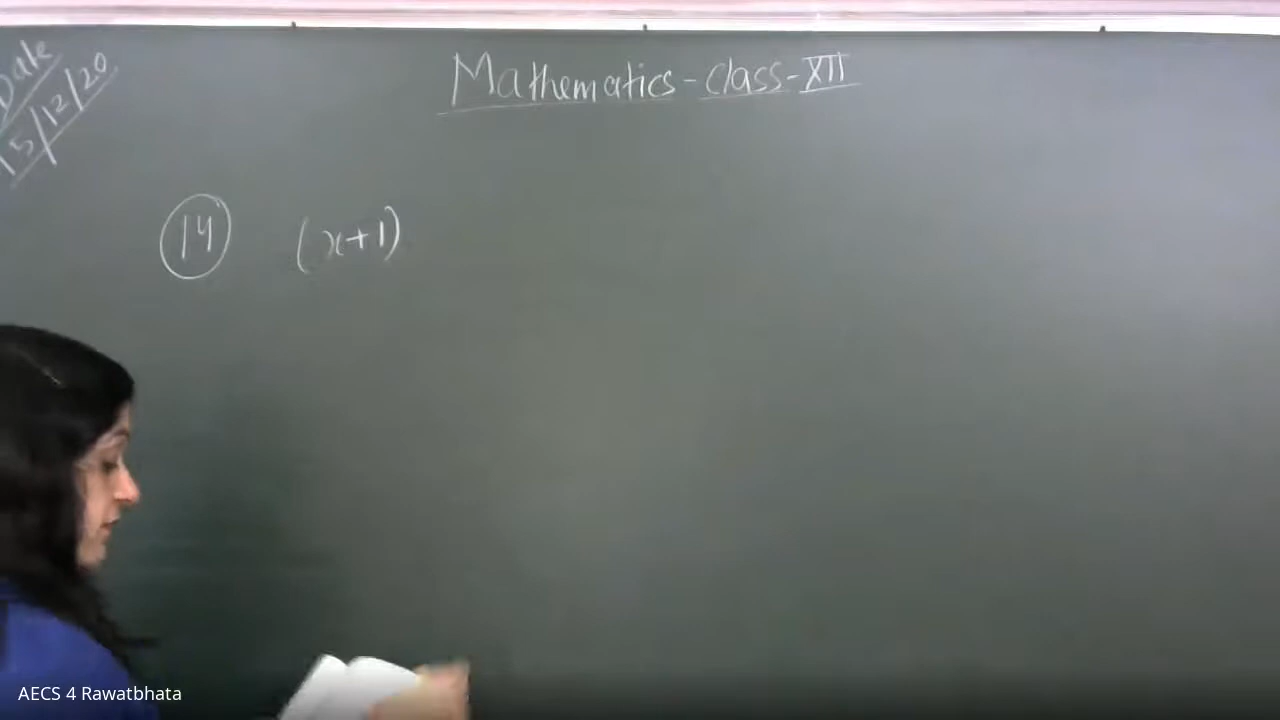 Date
15/12/20
Mathematics - Class - XII
14 (x+1)
AECS 4 Rawatbhata